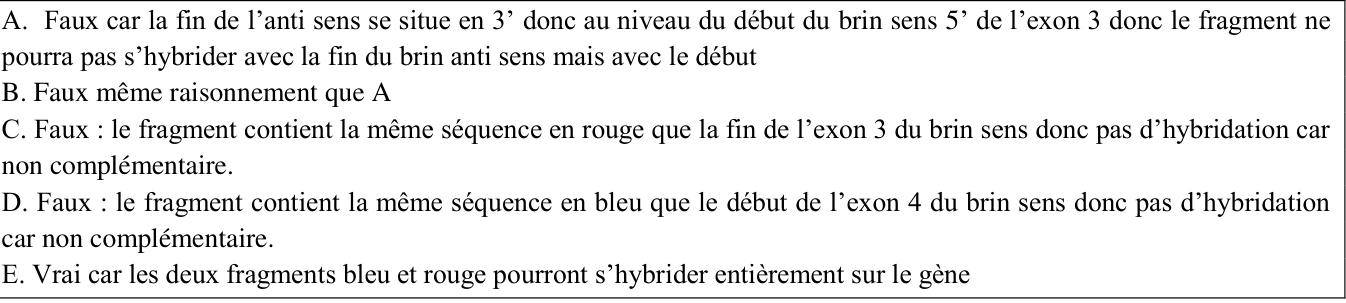 A.  Faux car la fin de l’anti sens se situe en 3’ donc au niveau du début du brin sens 5’ de l’exon 3 donc le fragment ne
pourra pas s’hybrider avec la fin du brin anti sens mais avec le début
B. Faux même raisonnement que A
C. Faux : le fragment contient la même séquence en rouge que la fin de l’exon 3 du brin sens donc pas d’hybridation car
non complémentaire.
D. Faux : le fragment contient la même séquence en bleu que le début de l’exon 4 du brin sens donc pas d’hybridation
car non complémentaire.
E. Vrai car les deux fragments bleu et rouge pourront s’hybrider entièrement sur le gène